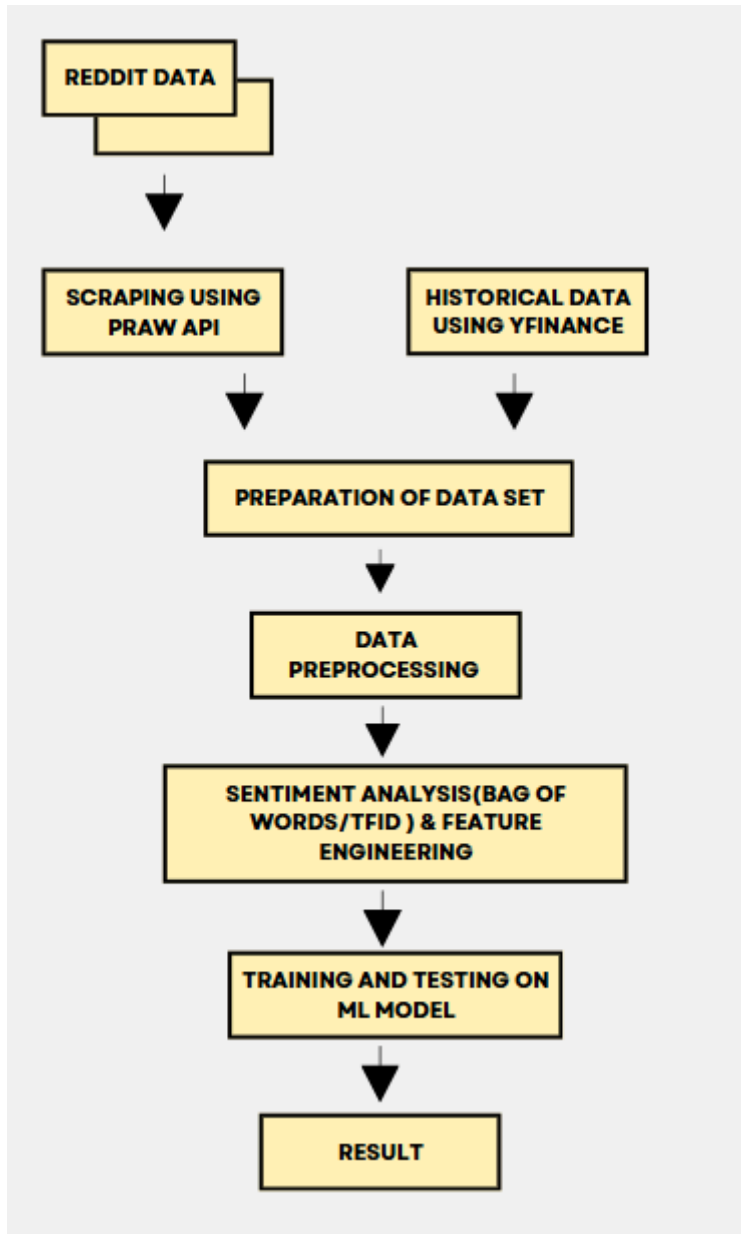 REDDIT DATA
SCRAPING USING
PRAW API
HISTORICAL DATA
USING YFINANCE
PREPARATION OF DATA SET
DATA
PREPROCESSING
SENTIMENT ANALYSIS(BAG OF
WORDS/TFID ) & FEATURE
ENGINEERING
TRAINING AND TESTING ON
ML MODEL
RESULT